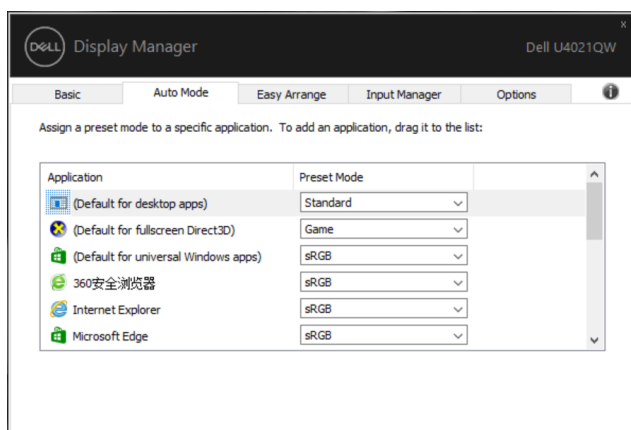 x
DELL Display Manager Dell U4021QW
Basic Auto Mode Easy Arrange Input Manager Options
Assign a preset mode to a specific application. To add an application, drag it to the list:
Application Preset Mode
(Default for desktop apps) Standard
(Default for fullscreen Direct3D) Game
(Default for universal Windows apps) sRGB
360安全浏览器 sRGB
Internet Explorer sRGB
Microsoft Edge sRGB